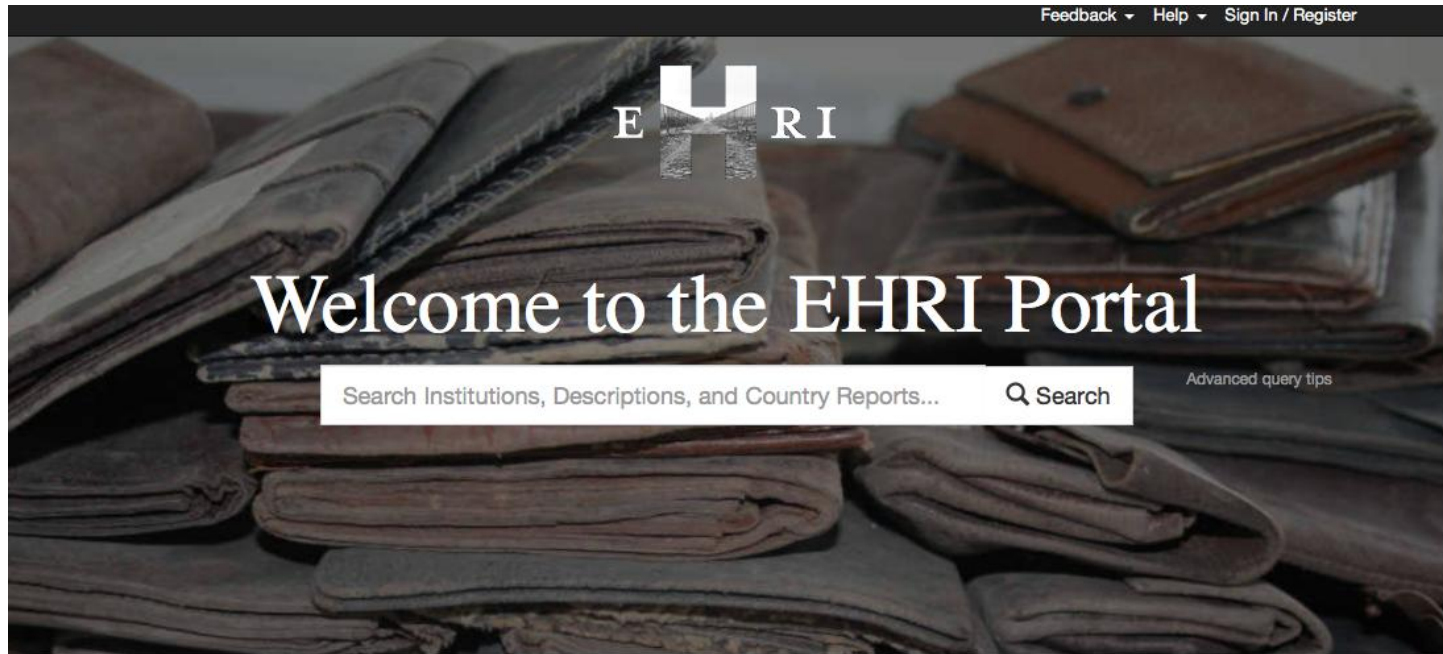 Feedback Help Sign In / Register
E H RI
Welcome to the EHRI Portal
Search Institutions, Descriptions, and Country Reports... Search
Advanced query tips